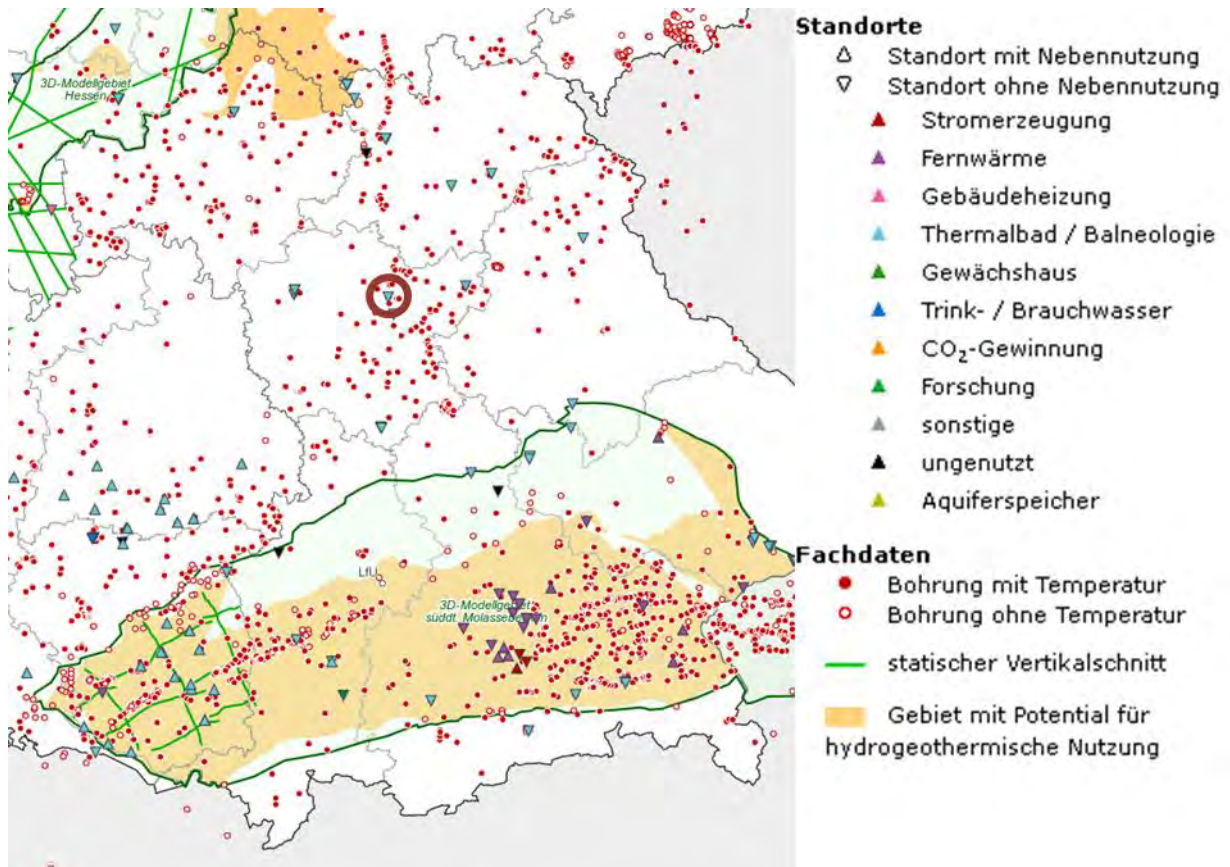 3D-Modellgebiet
Hessen
LfU
3D-Modellgebiet
süddt. Molassebecken
Standorte
Standort mit Nebennutzung
Standort ohne Nebennutzung
Stromerzeugung
Fernwärme
Gebäudeheizung
Thermalbad / Balneologie
Gewächshaus
Trink- / Brauchwasser
CO₂-Gewinnung
Forschung
sonstige
ungenutzt
Aquiferspeicher
Fachdaten
Bohrung mit Temperatur
Bohrung ohne Temperatur
statischer Vertikalschnitt
Gebiet mit Potential für
hydrogeothermische Nutzung